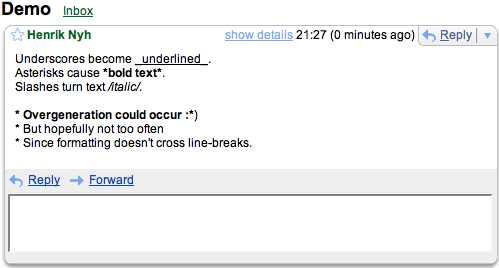 Demo Inbox
Henrik Nyh show details 21:27 (0 minutes ago) Reply
Underscores become _underlined_.
Asterisks cause *bold text*.
Slashes turn text /italic/.
* Overgeneration could occur :*)
* But hopefully not too often
* Since formatting doesn't cross line-breaks.
Reply Forward